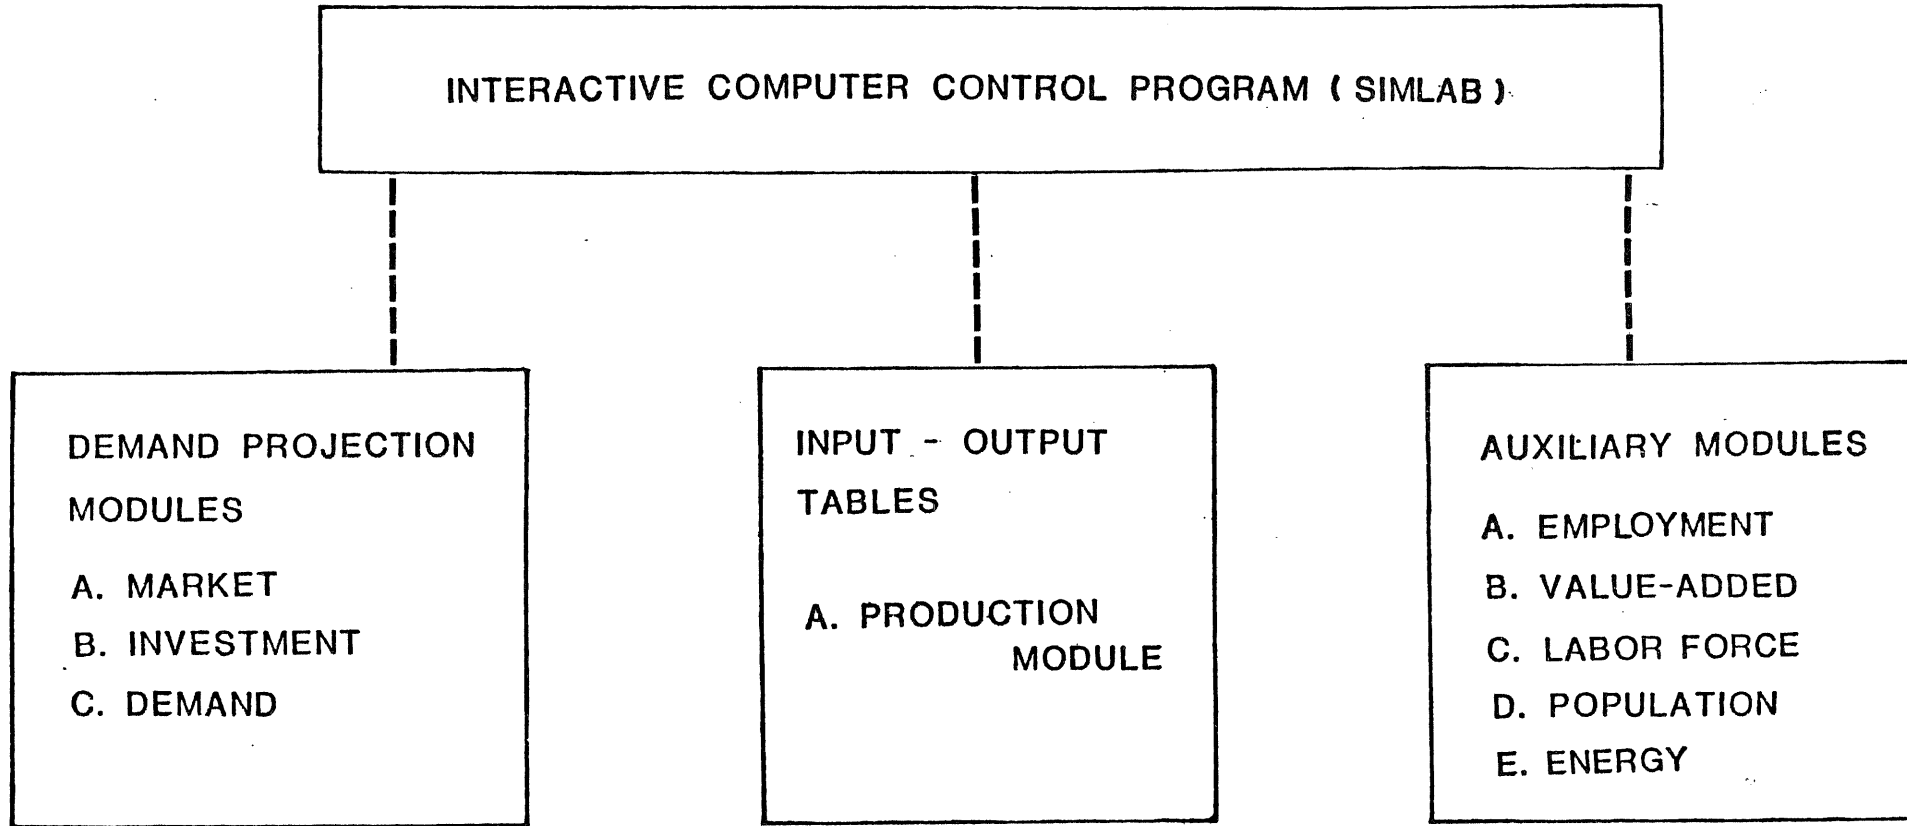 INTERACTIVE COMPUTER CONTROL PROGRAM ( SIMLAB )
DEMAND PROJECTION
MODULES
A. MARKET
B. INVESTMENT
C. DEMAND
INPUT - OUTPUT
TABLES
A. PRODUCTION
MODULE
AUXILIARY MODULES
A. EMPLOYMENT
B. VALUE-ADDED
C. LABOR FORCE
D. POPULATION
E. ENERGY